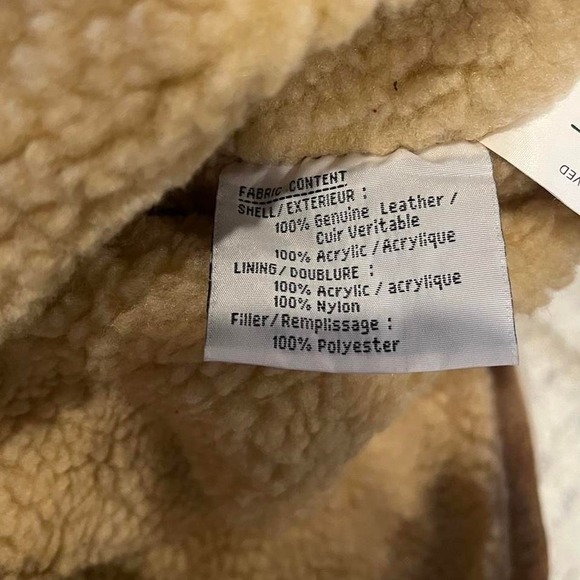 FABRIC CONTENT
SHELL/EXTERIEUR :
100% Genuine Leather /
Cuir Veritable
100% Acrylic/Acrylique
LINING/DOUBLURE :
100% Acrylic / acrylique
100% Nylon
Filler/Remplissage :
100% Polyester